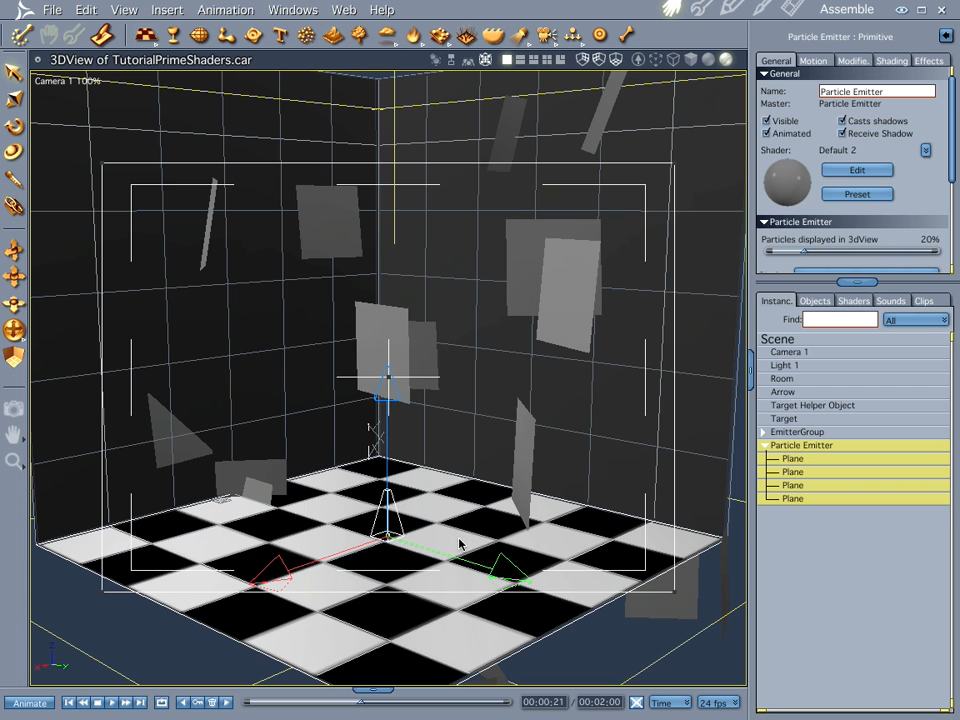 File Edit View Insert Animation Windows Web Help Assemble
3DView of TutorialPrimeShaders.car
Camera 1 100%
Particle Emitter : Primitive
General Motion Modifie. Shading Effects
General
Name: Particle Emitter
Master: Particle Emitter
Visible Casts shadows
Animated Receive Shadow
Shader: Default 2
Edit
Preset
Particle Emitter
Particles displayed in 3dView 20%
Instanc. Objects Shaders Sounds Clips
Find: All
Scene
Camera 1
Light 1
Room
Arrow
Target Helper Object
Target
EmitterGroup
Particle Emitter
Plane
Plane
Plane
Plane
Z
X Y
Animate 00:00:21 / 00:02:00 Time 24 fps